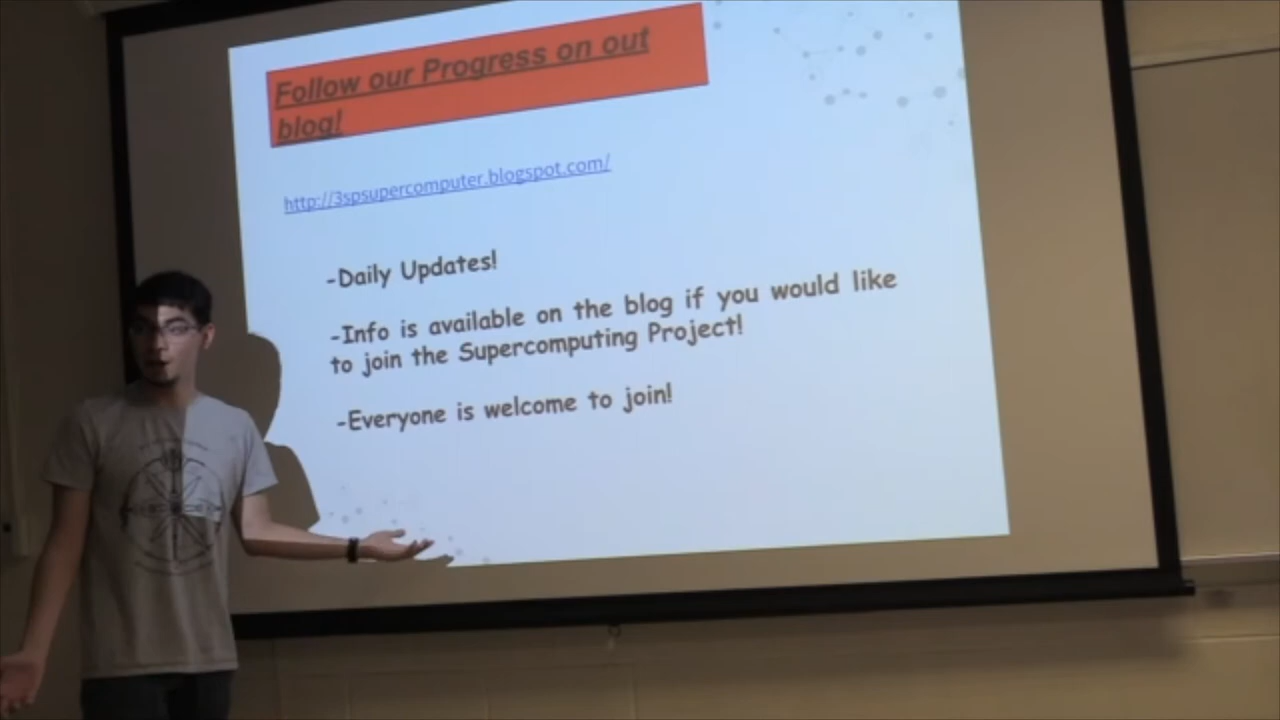 Follow our Progress on out
blog!
http://3spsupercomputer.blogspot.com/
-Daily Updates!
-Info is available on the blog if you would like
to join the Supercomputing Project!
-Everyone is welcome to join!